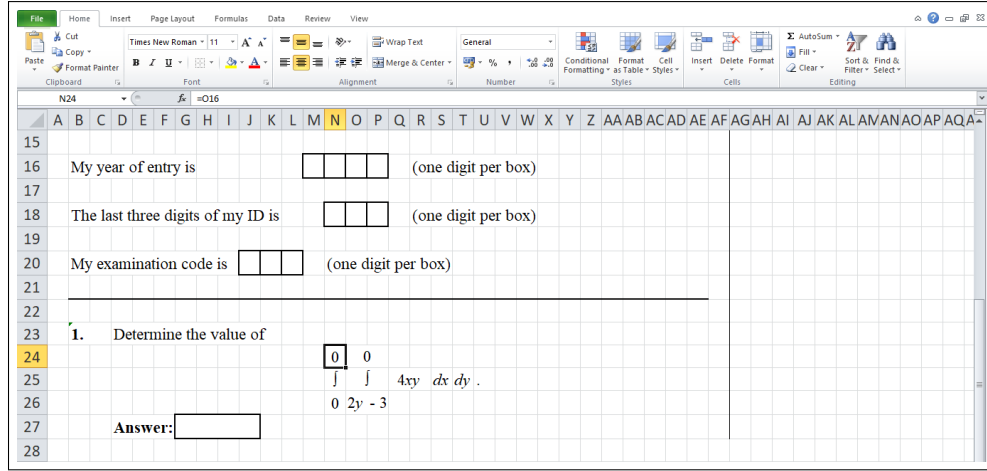 File Home Insert Page Layout Formulas Data Review View
Cut
Copy
Format Painter
Paste
Clipboard
Times New Roman 11 A A
B I U A
Font
Wrap Text
Merge & Center
Alignment
General
% ,
Number
Conditional Formatting
Format as Table
Cell Styles
Styles
Insert Delete Format
Cells
Σ AutoSum
Fill
Clear
Sort & Filter
Find & Select
Editing
N24 fx =O16
A B C D E F G H I J K L M N O P Q R S T U V W X Y Z AA AB AC AD AE AF AG AH AI AJ AK AL AM AN AO AP AQ
15
16 My year of entry is (one digit per box)
17
18 The last three digits of my ID is (one digit per box)
19
20 My examination code is (one digit per box)
21
22
23 1. Determine the value of
24 0 0
25 ∫ ∫ 4xy dx dy .
26 0 2y - 3
27 Answer:
28